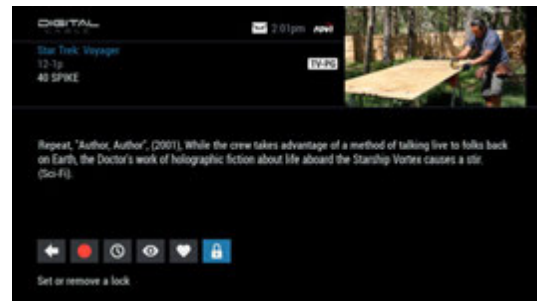 DIGITAL
CABLE
2:01pm
Star Trek: Voyager
12-1p
TV-PG
40 SPIKE
Repeat, "Author, Author", (2001), While the crew takes advantage of a method of talking live to folks back
on Earth, the Doctor's work of holographic fiction about life aboard the Starship Vortex causes a stir.
(Sci-Fi).
Set or remove a lock